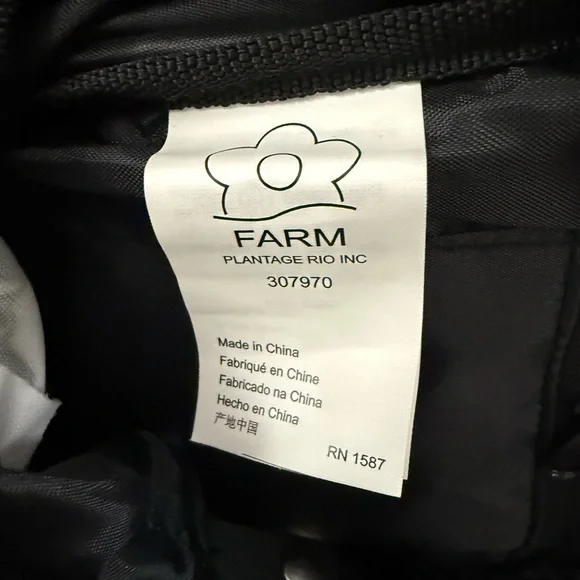 FARM
PLANTAGE RIO INC
307970
Made in China
Fabriqué en Chine
Fabricado na China
Hecho en China
产地中国
RN 1587